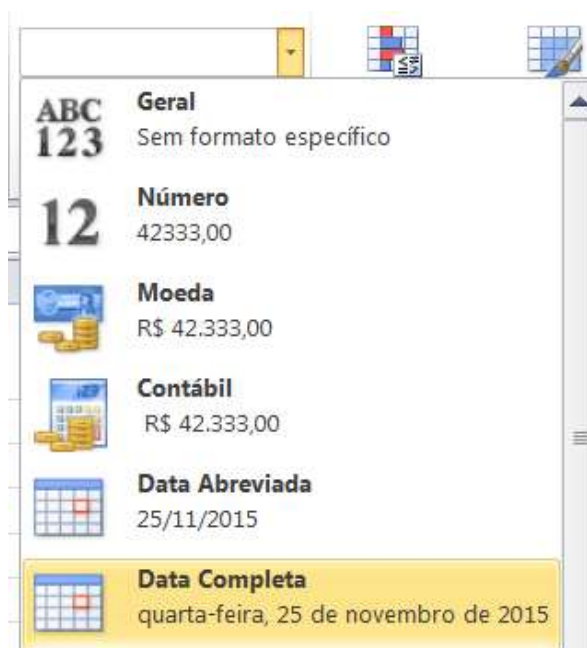 ABC
123
Geral
Sem formato específico
12
Número
42333,00
Moeda
R$ 42.333,00
Contábil
R$ 42.333,00
Data Abreviada
25/11/2015
Data Completa
quarta-feira, 25 de novembro de 2015